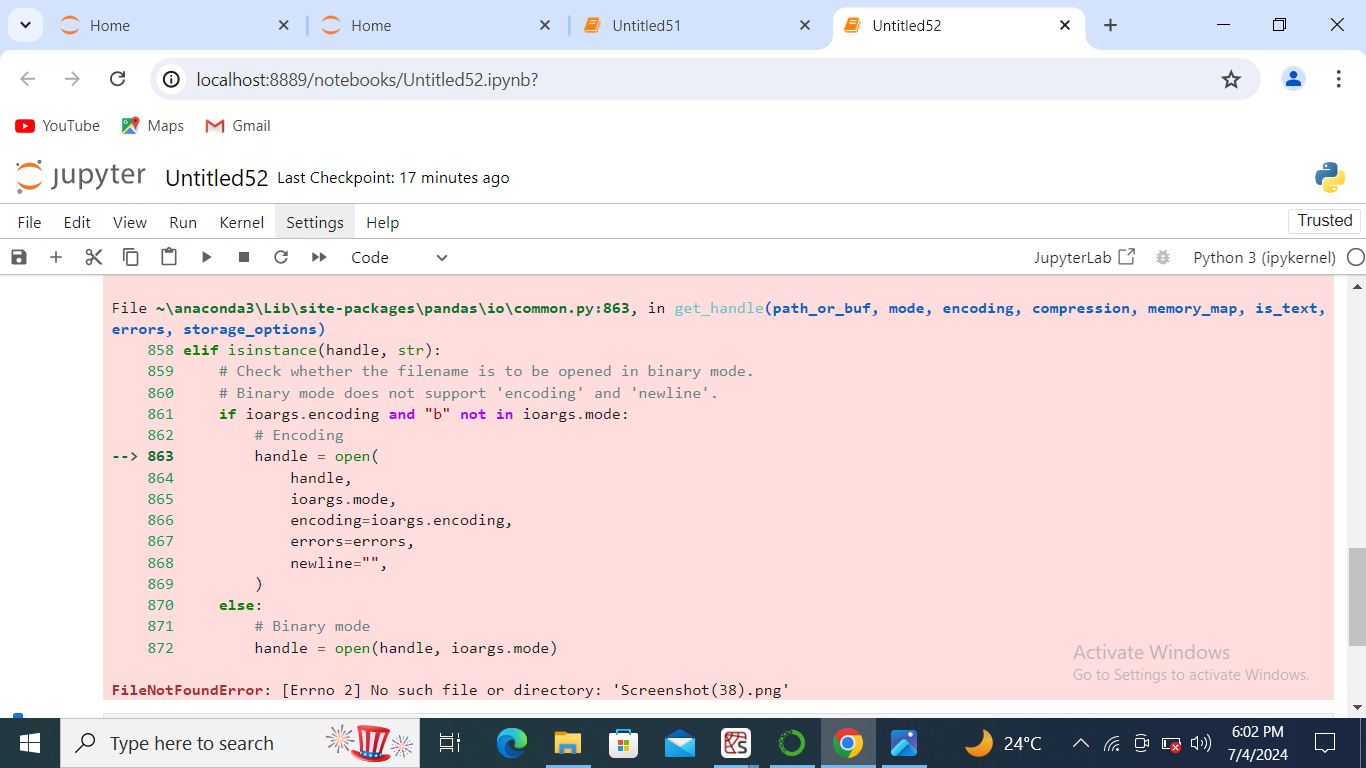 Home
Home
Untitled51
Untitled52
localhost:8889/notebooks/Untitled52.ipynb?
YouTube Maps Gmail
jupyter Untitled52 Last Checkpoint: 17 minutes ago
File Edit View Run Kernel Settings Help Trusted
Code JupyterLab Python 3 (ipykernel)
File ~\anaconda3\Lib\site-packages\pandas\io\common.py:863, in get_handle(path_or_buf, mode, encoding, compression, memory_map, is_text,
errors, storage_options)
858 elif isinstance(handle, str):
859 # Check whether the filename is to be opened in binary mode.
860 # Binary mode does not support 'encoding' and 'newline'.
861 if ioargs.encoding and "b" not in ioargs.mode:
862 # Encoding
--> 863 handle = open(
864 handle,
865 ioargs.mode,
866 encoding=ioargs.encoding,
867 errors=errors,
868 newline="",
869 )
870 else:
871 # Binary mode
872 handle = open(handle, ioargs.mode)
FileNotFoundError: [Errno 2] No such file or directory: 'Screenshot(38).png'
Activate Windows
Go to Settings to activate Windows.
Type here to search
24°C
6:02 PM
7/4/2024